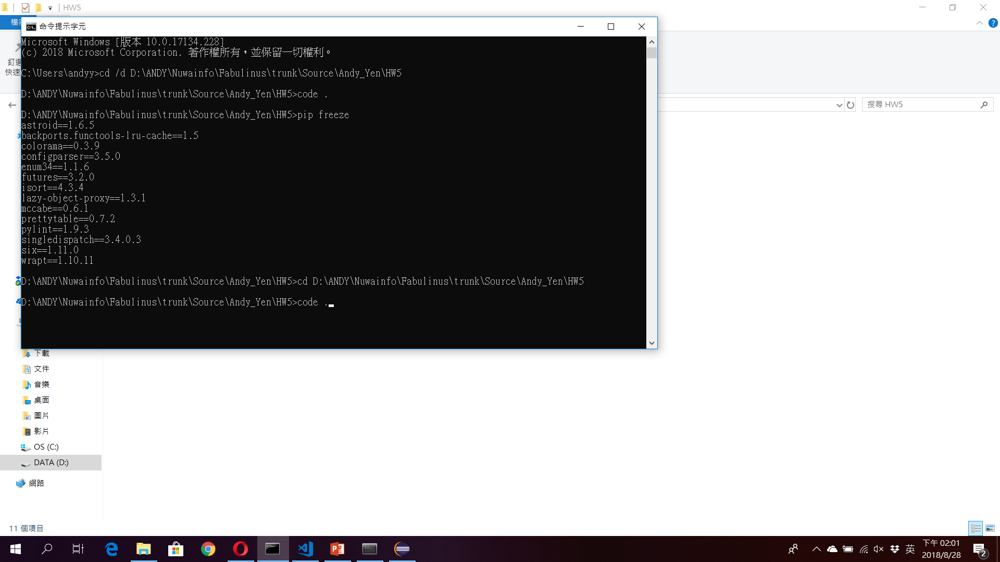 HW5
檔
命令提示字元
Microsoft Windows [版本 10.0.17134.228]
(c) 2018 Microsoft Corporation. 著作權所有，並保留一切權利。
釘選
快速
C:\Users\andyy>cd /d D:\ANDY\Nuwainfo\Fabulinus\trunk\Source\Andy_Yen\HW5
D:\ANDY\Nuwainfo\Fabulinus\trunk\Source\Andy_Yen\HW5>code .
搜尋 HW5
D:\ANDY\Nuwainfo\Fabulinus\trunk\Source\Andy_Yen\HW5>pip freeze
astroid==1.6.5
backports.functools-lru-cache==1.5
colorama==0.3.9
configparser==3.5.0
enum34==1.1.6
futures==3.2.0
isort==4.3.4
lazy-object-proxy==1.3.1
mccabe==0.6.1
prettytable==0.7.2
pylint==1.9.3
singledispatch==3.4.0.3
six==1.11.0
wrapt==1.10.11
D:\ANDY\Nuwainfo\Fabulinus\trunk\Source\Andy_Yen\HW5>cd D:\ANDY\Nuwainfo\Fabulinus\trunk\Source\Andy_Yen\HW5
D:\ANDY\Nuwainfo\Fabulinus\trunk\Source\Andy_Yen\HW5>code .
下載
文件
音樂
桌面
圖片
影片
OS (C:)
DATA (D:)
網路
11 個項目
英
下午 02:01
2018/8/28
2